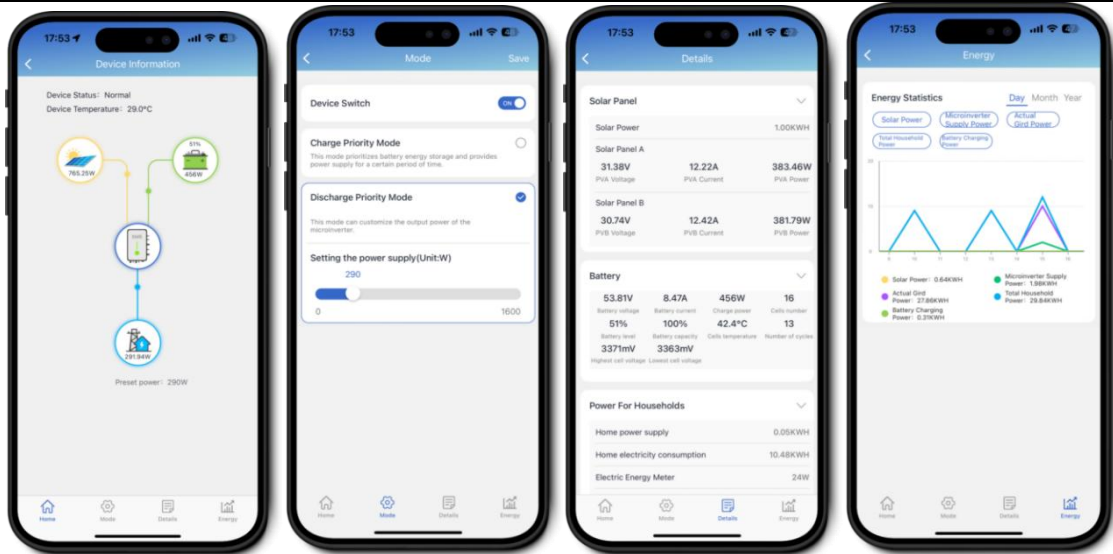 17:53
Device Information
Device Status: Normal
Device Temperature: 29.0°C
765.25W
51%
456W
291.94W
Preset power: 290W
Home
Mode
Details
Energy
17:53
Mode
Save
Device Switch
ON
Charge Priority Mode
This mode prioritizes battery energy storage and provides
power supply for a certain period of time.
Discharge Priority Mode
This mode can customize the output power of the
microinverter.
Setting the power supply(Unit:W)
290
0
1600
Home
Mode
Details
Energy
17:53
Details
Solar Panel
Solar Power
1.00KWH
Solar Panel A
31.38V 12.22A 383.46W
PVA Voltage PVA Current PVA Power
Solar Panel B
30.74V 12.42A 381.79W
PVB Voltage PVB Current PVB Power
Battery
53.81V 8.47A 456W 16
Battery voltage Battery current Charge power Cells number
51% 100% 42.4°C 13
Battery level Battery capacity Cells temperature Number of cycles
3371mV 3363mV
Highest cell voltage Lowest cell voltage
Power For Households
Home power supply 0.05KWH
Home electricity consumption 10.48KWH
Electric Energy Meter 24W
Home
Mode
Details
Energy
17:53
Energy
Energy Statistics
Day Month Year
Solar Power
Microinverter
Supply Power
Actual
Gird Power
Total Household
Power
Battery Charging
Power
9 10 11 12 13 14 15 16
Solar Power: 0.64KWH
Microinverter Supply
Power: 1.98KWH
Actual Gird
Power: 27.86KWH
Total Household
Power: 29.84KWH
Battery Charging
Power: 0.31KWH
Home
Mode
Details
Energy